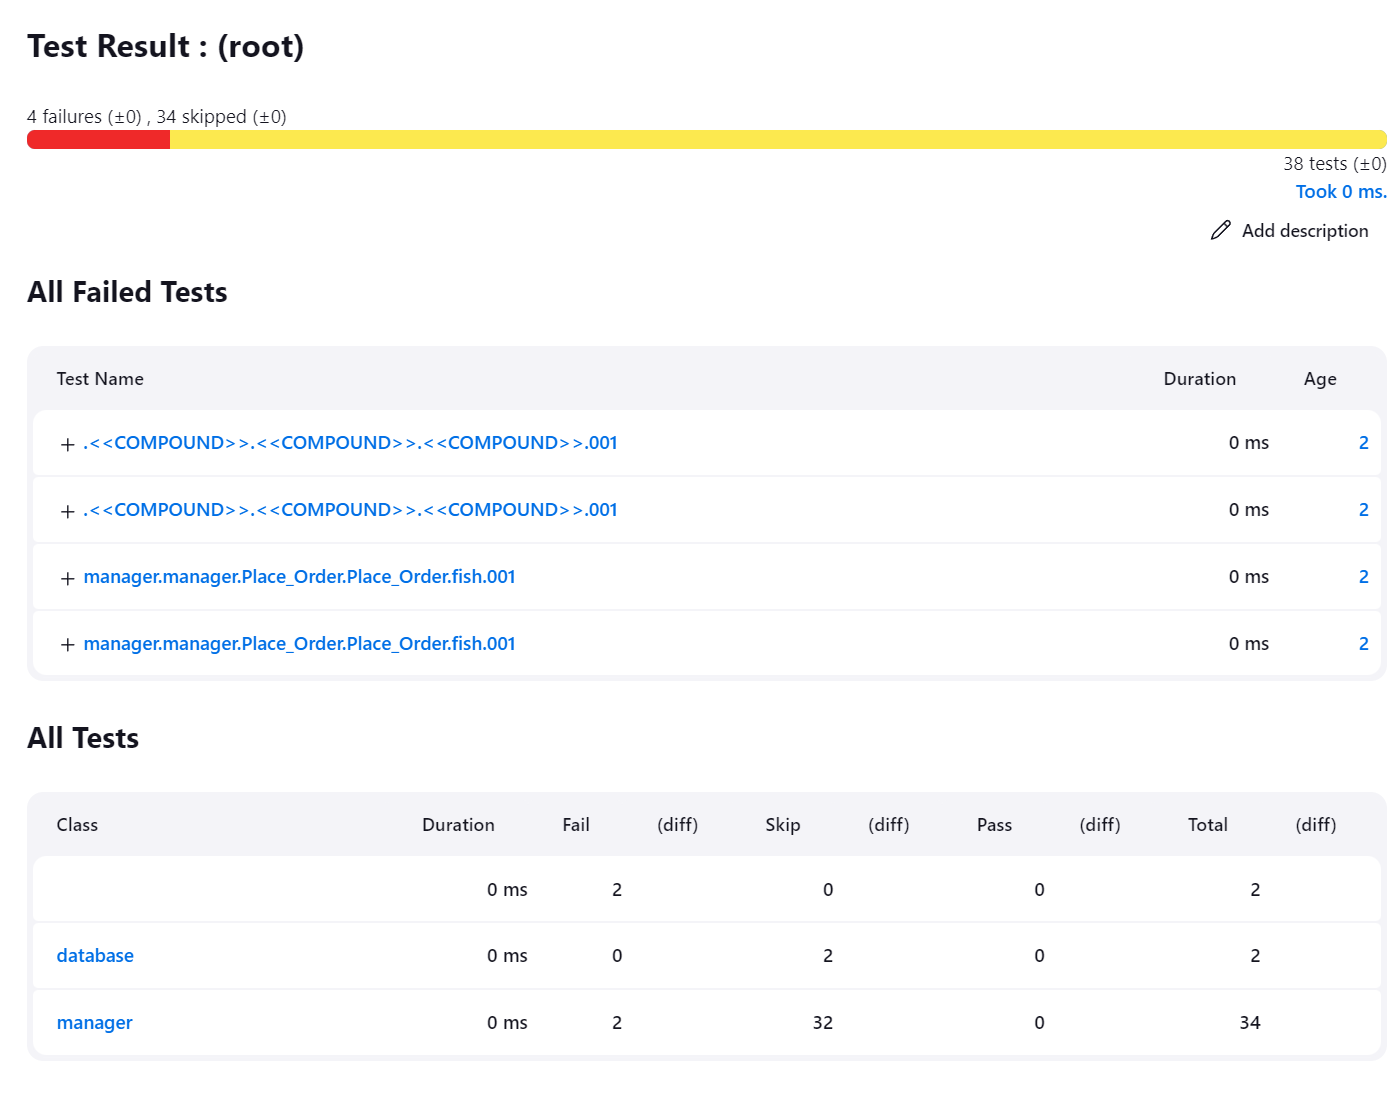 Test Result : (root)
4 failures (±0) , 34 skipped (±0)
38 tests (±0)
Took 0 ms.
Add description
All Failed Tests
Test Name Duration Age
.<<COMPOUND>>.<<COMPOUND>>.<<COMPOUND>>.001 0 ms 2
.<<COMPOUND>>.<<COMPOUND>>.<<COMPOUND>>.001 0 ms 2
manager.manager.Place_Order.Place_Order.fish.001 0 ms 2
manager.manager.Place_Order.Place_Order.fish.001 0 ms 2
All Tests
Class Duration Fail (diff) Skip (diff) Pass (diff) Total (diff)
0 ms 2 0 0 2
database 0 ms 0 2 0 2
manager 0 ms 2 32 0 34